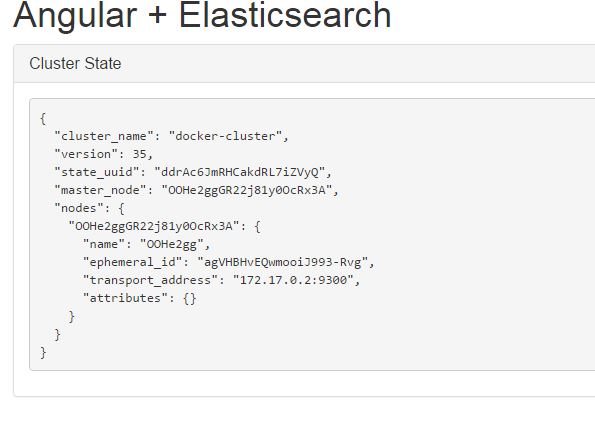 Angular + Elasticsearch
Cluster State
{
  "cluster_name": "docker-cluster",
  "version": 35,
  "state_uuid": "ddrAc6JmRHCakdRL7iZVyQ",
  "master_node": "OOHe2ggGR22j81y0OcRx3A",
  "nodes": {
    "OOHe2ggGR22j81y0OcRx3A": {
      "name": "OOHe2gg",
      "ephemeral_id": "agVHBHvEQwmooiJ993-Rvg",
      "transport_address": "172.17.0.2:9300",
      "attributes": {}
    }
  }
}